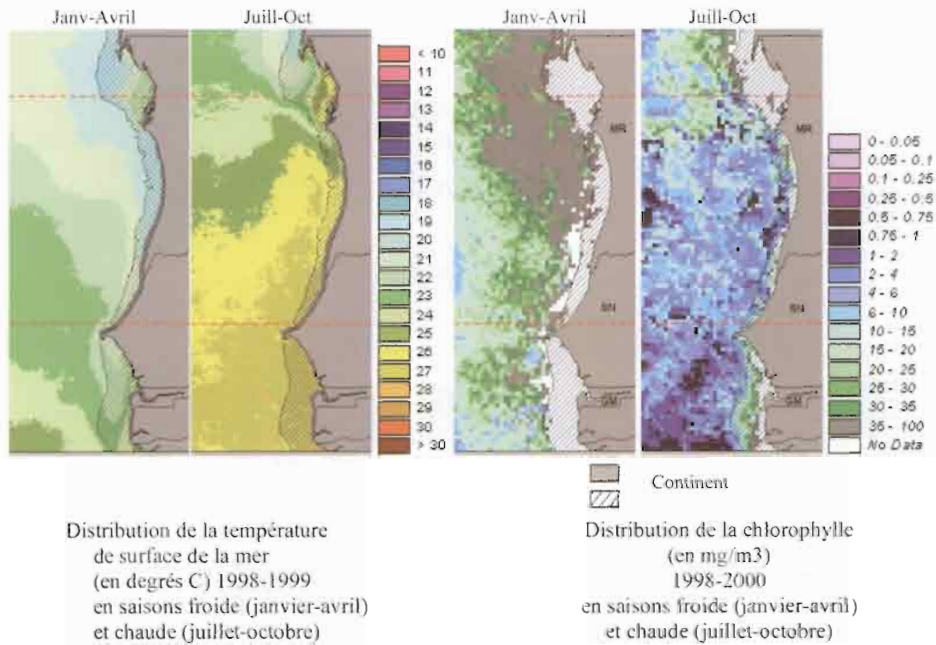 Janv-Avril
Juill-Oct
Janv-Avril
Juill-Oct
< 10
11
12
13
14
15
16
17
18
19
20
21
22
23
24
25
26
27
28
29
30
> 30
MR
SN
GM
MR
SN
GM
0 - 0.05
0.05 - 0.1
0.1 - 0.25
0.25 - 0.5
0.5 - 0.75
0.75 - 1
1 - 2
2 - 4
4 - 6
6 - 10
10 - 15
15 - 20
20 - 25
25 - 30
30 - 35
35 - 100
No Data
Continent
Distribution de la température
de surface de la mer
(en degrés C) 1998-1999
en saisons froide (janvier-avril)
et chaude (juillet-octobre)
Distribution de la chlorophylle
(en mg/m3)
1998-2000
en saisons froide (janvier-avril)
et chaude (juillet-octobre)